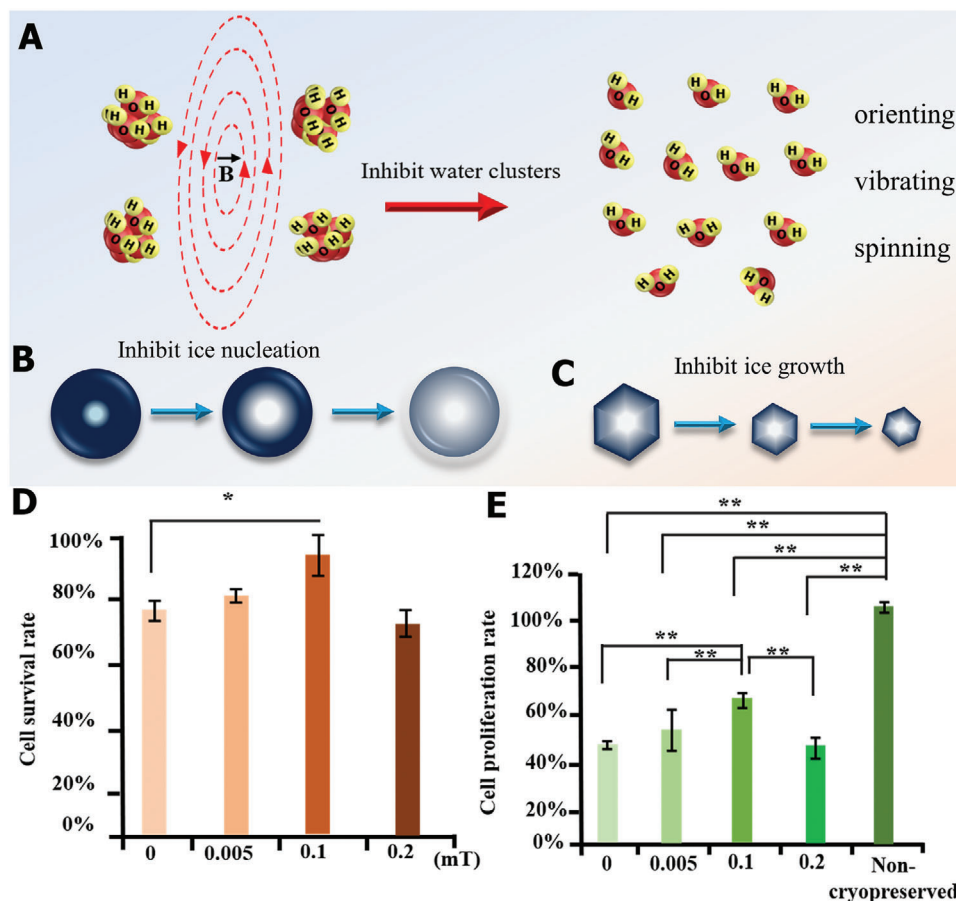 A
H H O H H
H H O H H
H H O H H
H H O H H
B
Inhibit water clusters
H O H
H O H
H O H
H O H
H O H
H O H
H O H
H O H
H O H
H O H
H O H
H O H
orienting
vibrating
spinning
B
Inhibit ice nucleation
C
Inhibit ice growth
D
*
Cell survival rate
100%
80%
60%
40%
20%
0%
0
0.005
0.1
0.2
(mT)
E
**
**
**
**
**
**
**
Cell proliferation rate
120%
100%
80%
60%
40%
20%
0%
0
0.005
0.1
0.2
Non-
cryopreserved